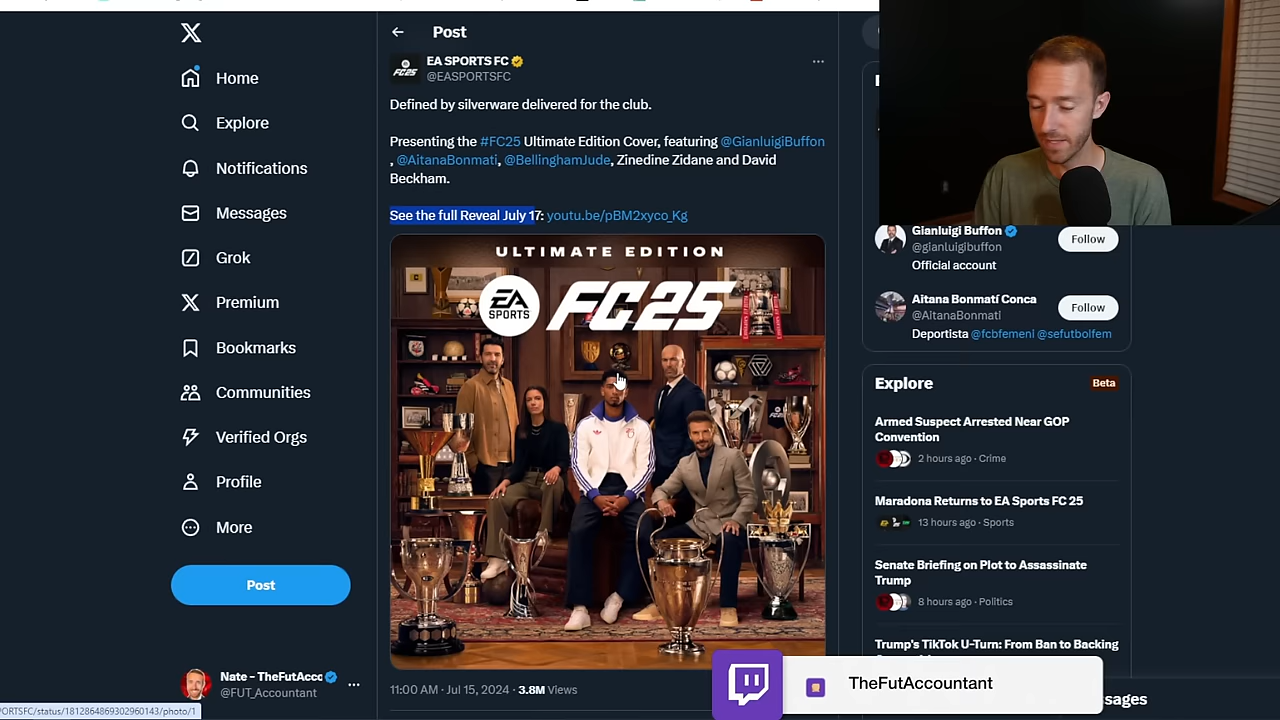 Post
EA SPORTS FC
@EASPORTSFC
Defined by silverware delivered for the club.
Presenting the #FC25 Ultimate Edition Cover, featuring @GianluigiBuffon
, @AitanaBonmati, @BellinghamJude, Zinedine Zidane and David
Beckham.
See the full Reveal July 17: youtu.be/pBM2xyco_Kg
ULTIMATE EDITION
EA
SPORTS
FC25
11:00 AM · Jul 15, 2024 · 3.8M Views
Home
Explore
Notifications
Messages
Grok
Premium
Bookmarks
Communities
Verified Orgs
Profile
More
Post
Nate - TheFutAcco
@FUT_Accountant
PORTSFC/status/1812864869302960143/photo/1
Gianluigi Buffon
@gianluigibuffon
Follow
Official account
Aitana Bonmatí Conca
@AitanaBonmati
Follow
Deportista @fcbfemeni @sefutbolfem
Explore
Beta
Armed Suspect Arrested Near GOP
Convention
2 hours ago · Crime
Maradona Returns to EA Sports FC 25
13 hours ago · Sports
Senate Briefing on Plot to Assassinate
Trump
8 hours ago · Politics
Trump's TikTok U-Turn: From Ban to Backing
TheFutAccountant